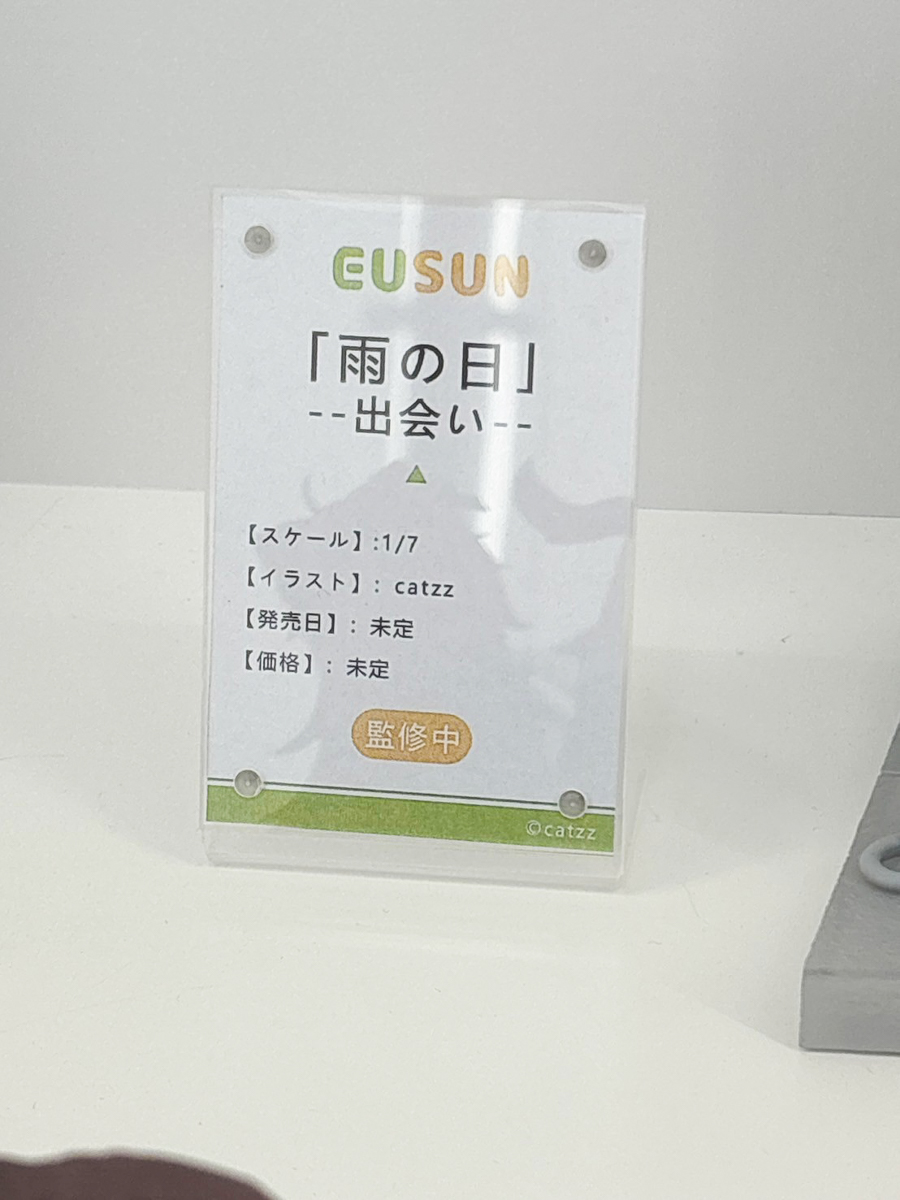 EUSUN
「雨の日」
--出会い--
【スケール】:1/7
【イラスト】: catzz
【発売日】: 未定
【価格】: 未定
監修中
©catzz